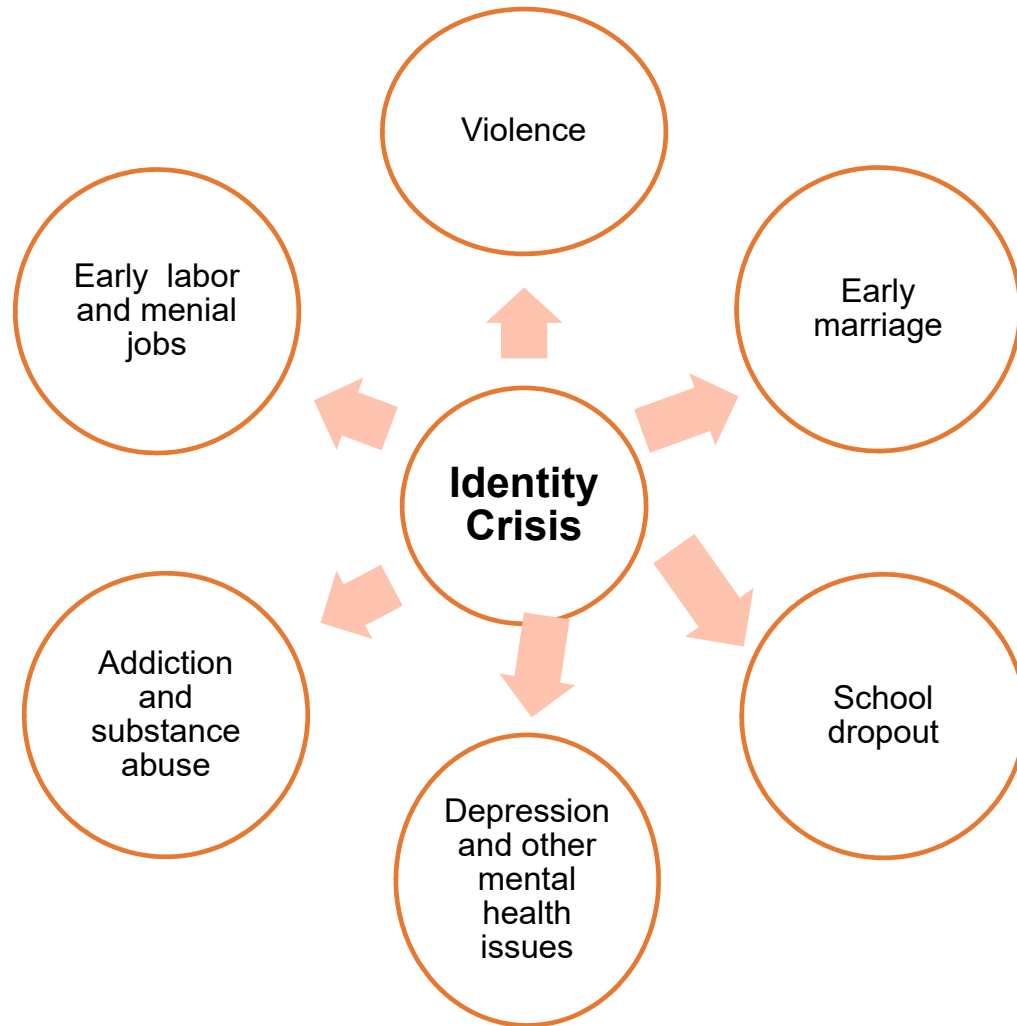 Violence
Early labor
and menial
jobs
Early
marriage
Identity
Crisis
Addiction
and
substance
abuse
School
dropout
Depression
and other
mental
health
issues